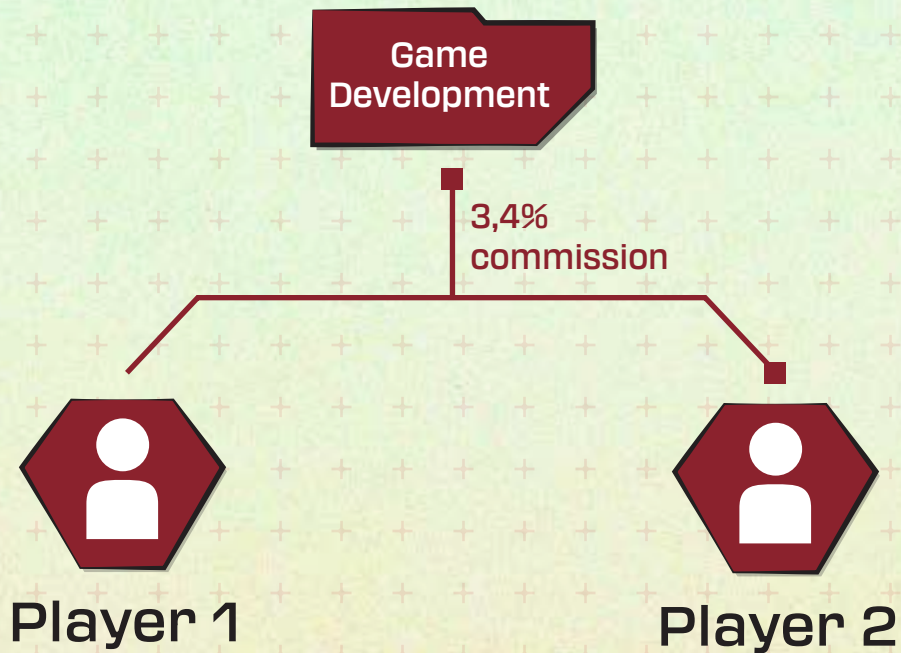 Game
Development
3,4%
commission
Player 1
Player 2